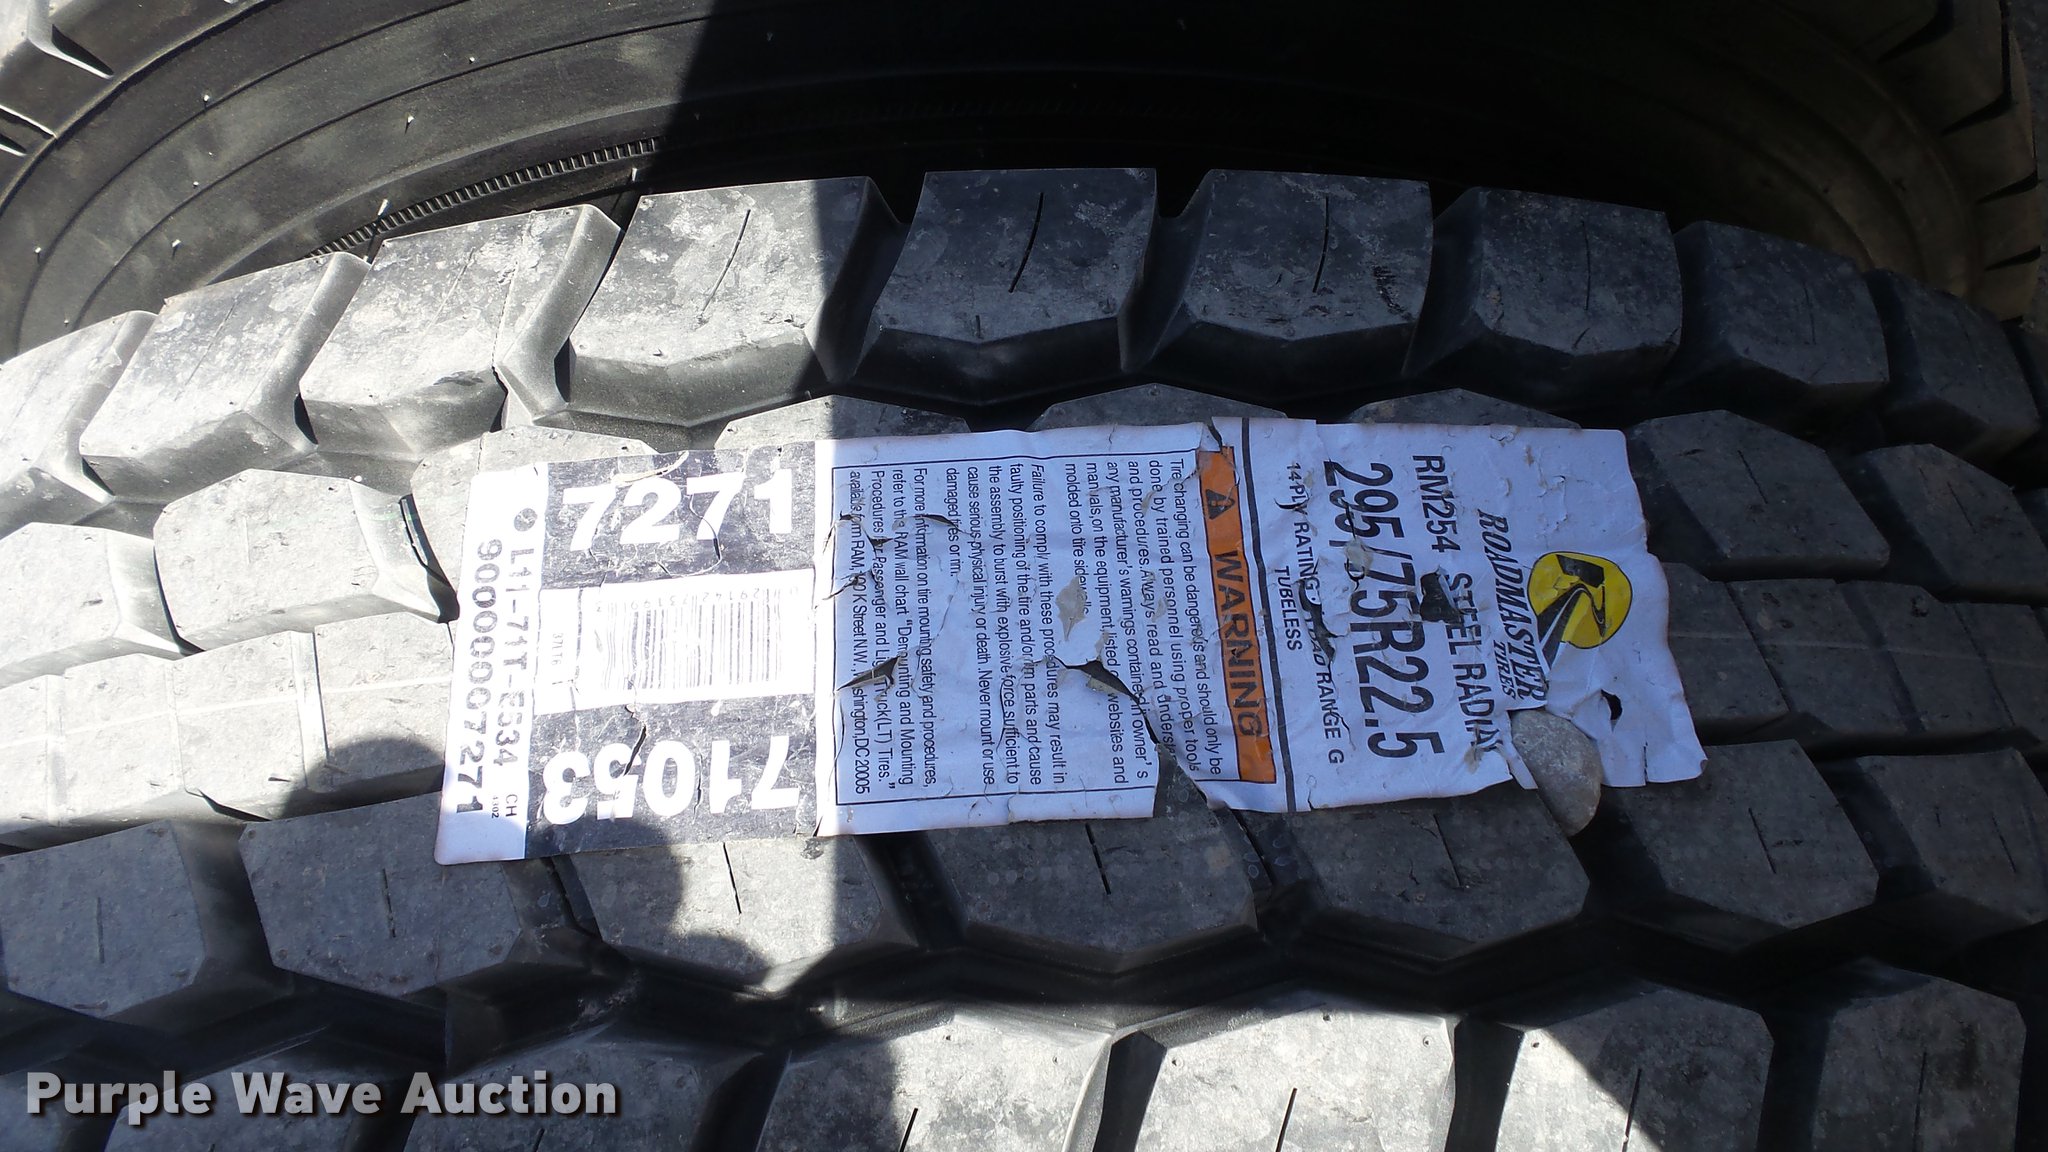 ROADMASTER
TIRES
RM254 STEEL RADIAL
295/75R22.5
14 PLY RATING LOAD RANGE G
TUBELESS
WARNING
Tire changing can be dangerous and should only be
done by trained personnel using proper tools
and procedures. Always read and understand
any manufacturer's warnings contained in owner's
manuals, on the equipment, listed on websites and
molded onto tire sidewalls.
Failure to comply with these procedures may result in
faulty positioning of the tire and/or rim parts and cause
the assembly to burst with explosive force sufficient to
cause serious physical injury or death. Never mount or use
damaged tires or rim.
For more information on tire mounting safety and procedures,
refer to the RAM wall chart "Demounting and Mounting
Procedures for Passenger and Light Truck(LT) Tires."
available from RAM, K Street N.W., Washington, DC 2005
7271
71053
L11-71T-E534 CH
9000000007271
Purple Wave Auction